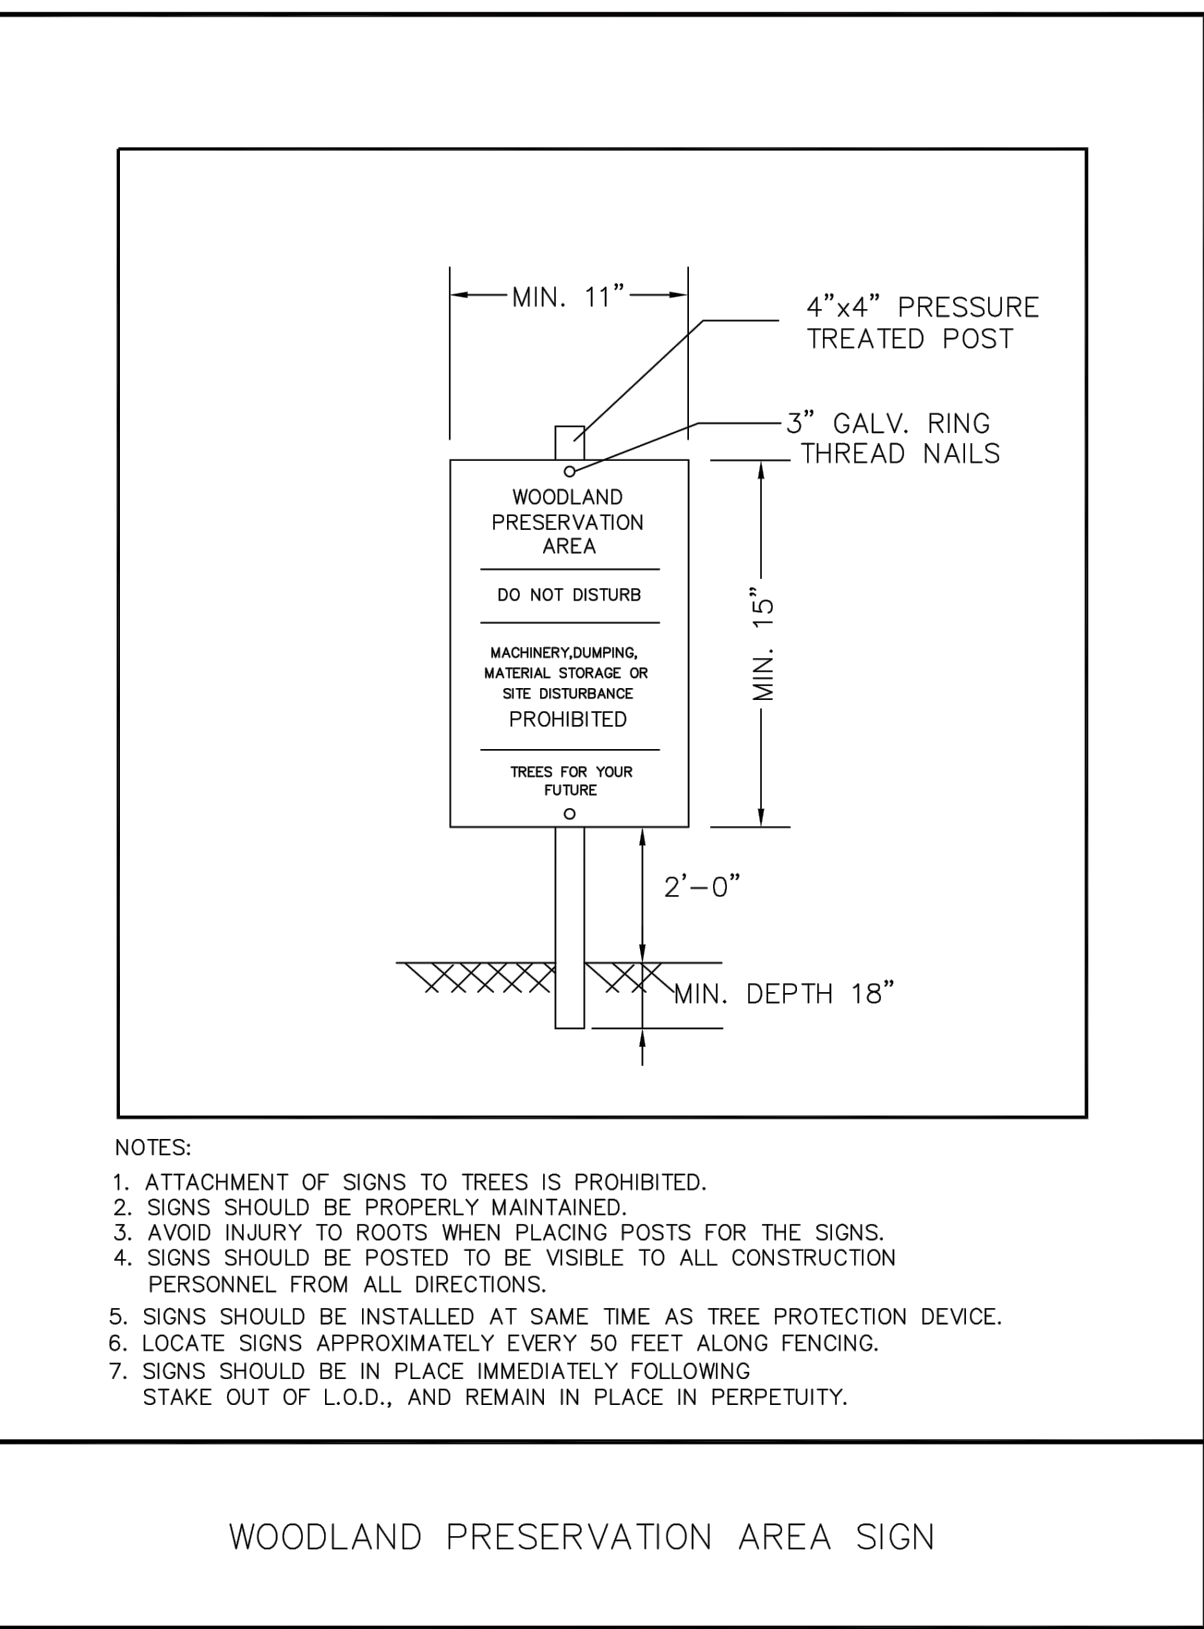 MIN. 11”
4”x4” PRESSURE
TREATED POST
3” GALV. RING
THREAD NAILS
WOODLAND
PRESERVATION
AREA
DO NOT DISTURB
MACHINERY,DUMPING,
MATERIAL STORAGE OR
SITE DISTURBANCE
PROHIBITED
TREES FOR YOUR
FUTURE
MIN. 15”
2’–0”
MIN. DEPTH 18”
NOTES:
1. ATTACHMENT OF SIGNS TO TREES IS PROHIBITED.
2. SIGNS SHOULD BE PROPERLY MAINTAINED.
3. AVOID INJURY TO ROOTS WHEN PLACING POSTS FOR THE SIGNS.
4. SIGNS SHOULD BE POSTED TO BE VISIBLE TO ALL CONSTRUCTION
PERSONNEL FROM ALL DIRECTIONS.
5. SIGNS SHOULD BE INSTALLED AT SAME TIME AS TREE PROTECTION DEVICE.
6. LOCATE SIGNS APPROXIMATELY EVERY 50 FEET ALONG FENCING.
7. SIGNS SHOULD BE IN PLACE IMMEDIATELY FOLLOWING
STAKE OUT OF L.O.D., AND REMAIN IN PLACE IN PERPETUITY.
WOODLAND PRESERVATION AREA SIGN